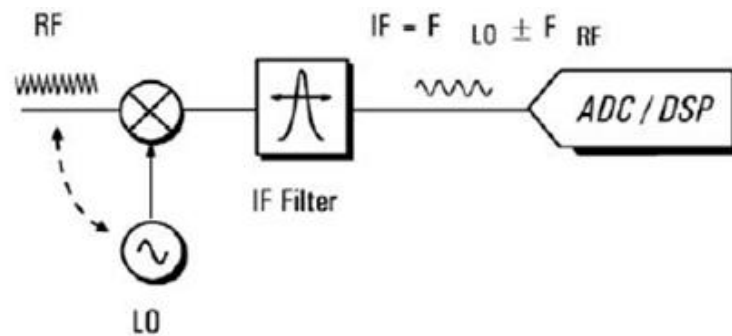 RF
IF = F LO ± F RF
ADC / DSP
IF Filter
LO